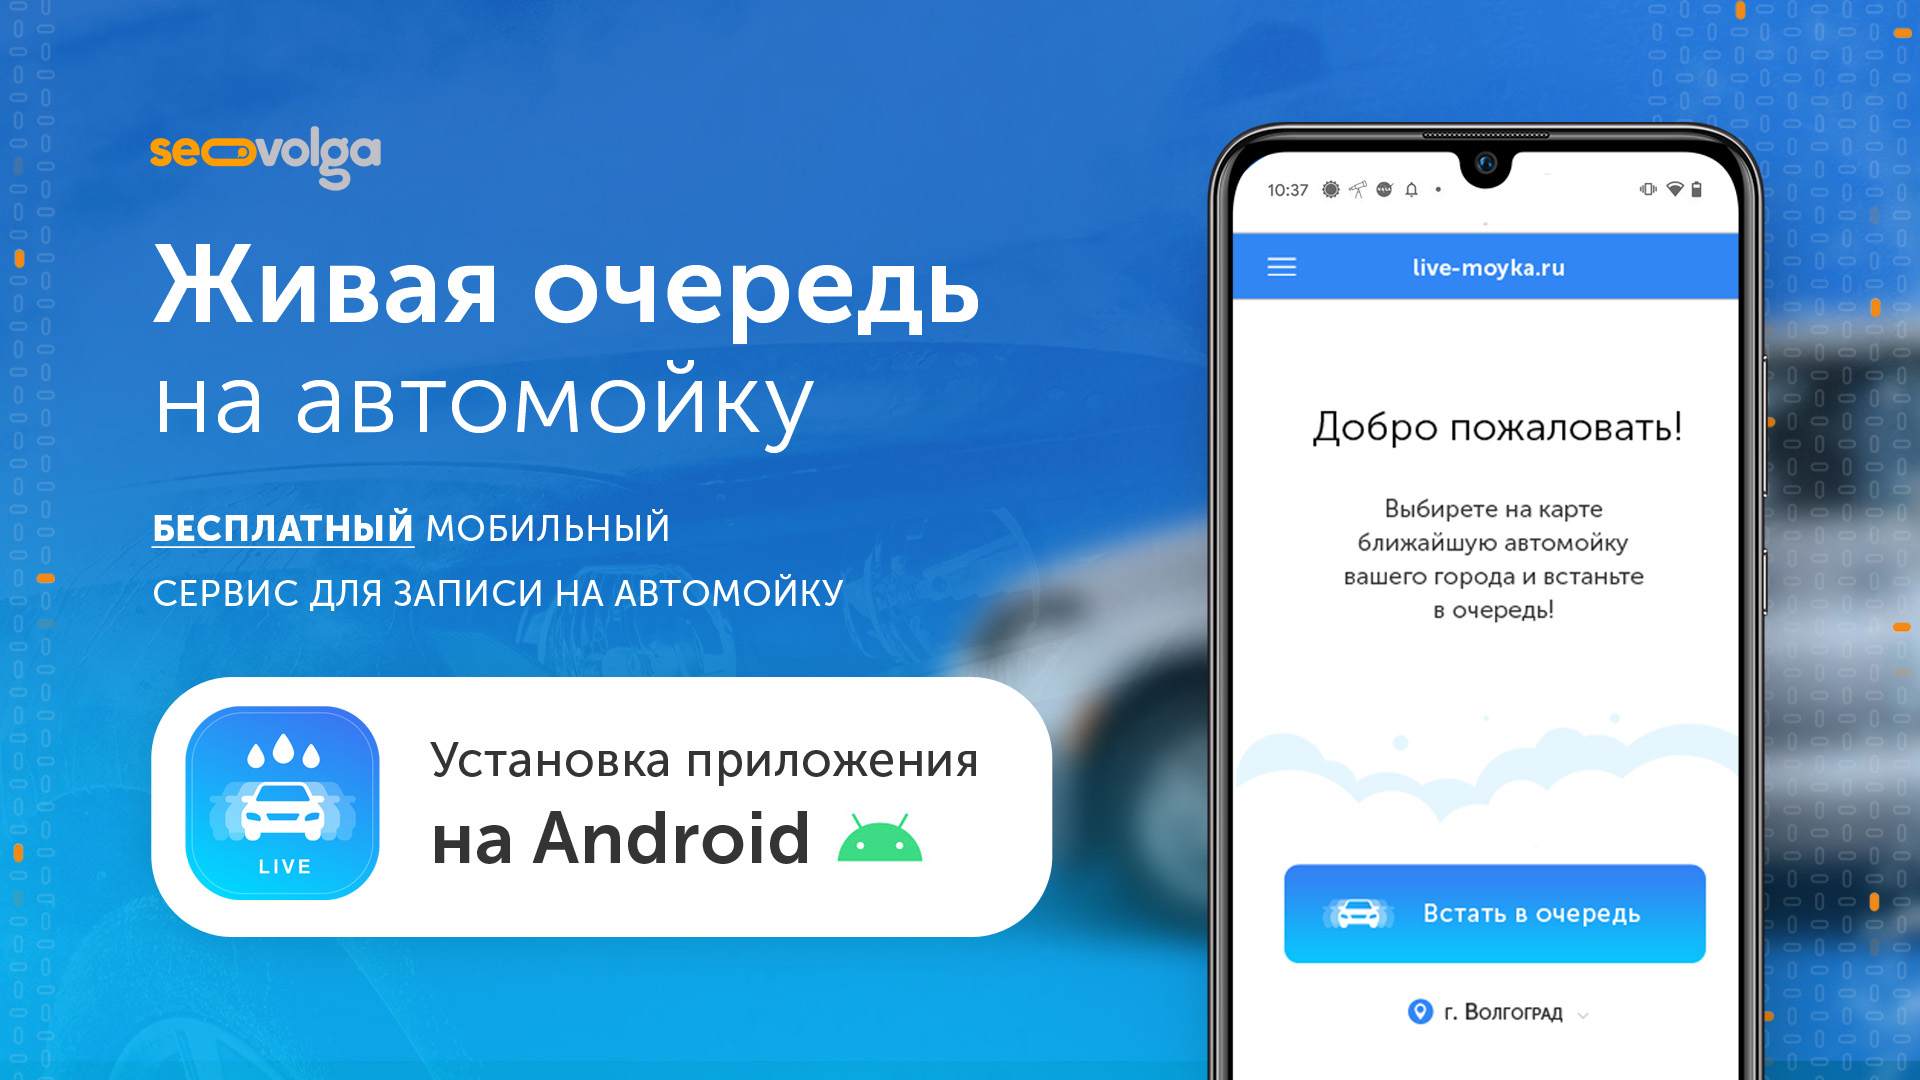 seovolga
Живая очередь
на автомойку
БЕСПЛАТНЫЙ МОБИЛЬНЫЙ
СЕРВИС ДЛЯ ЗАПИСИ НА АВТОМОЙКУ
LIVE
Установка приложения
на Android
10:37
live-moyka.ru
Добро пожаловать!
Выбирете на карте
ближайшую автомойку
вашего города и встаньте
в очередь!
Встать в очередь
г. Волгоград